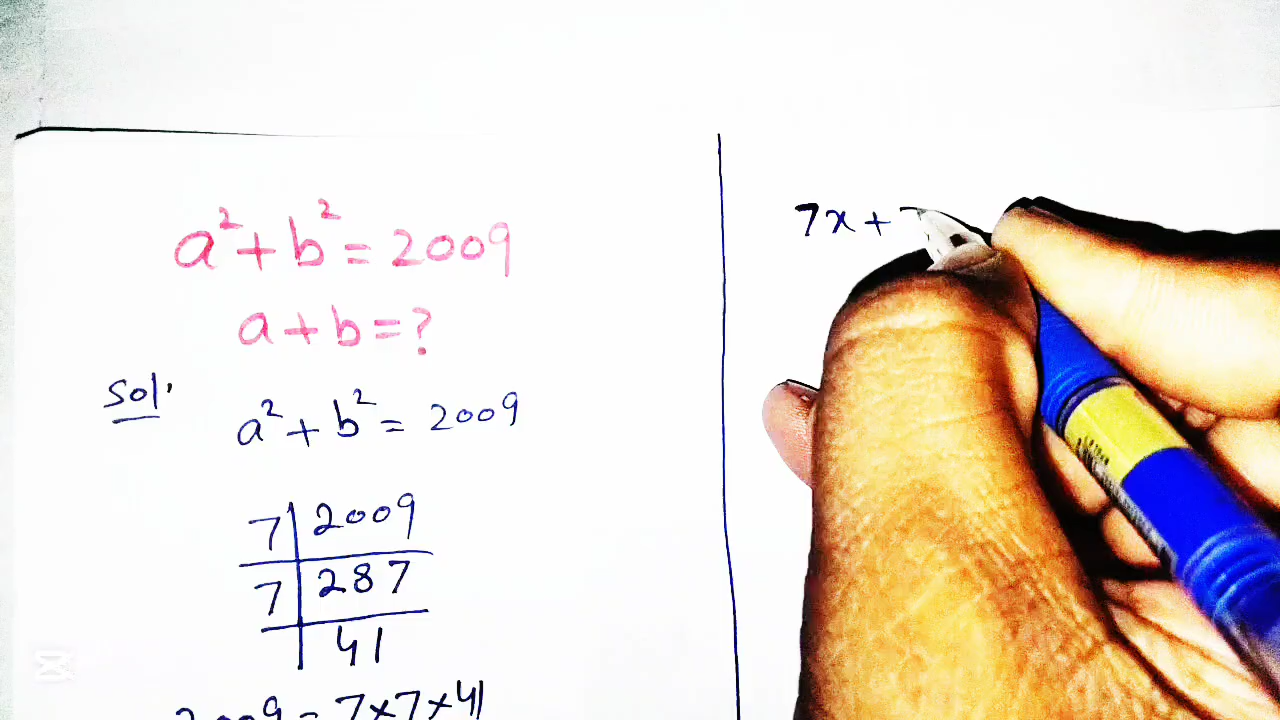 a² + b² = 2009
a + b = ?
Sol.
a² + b² = 2009
7 | 2009
7 | 287
41
2009 = 7×7×41
7x +